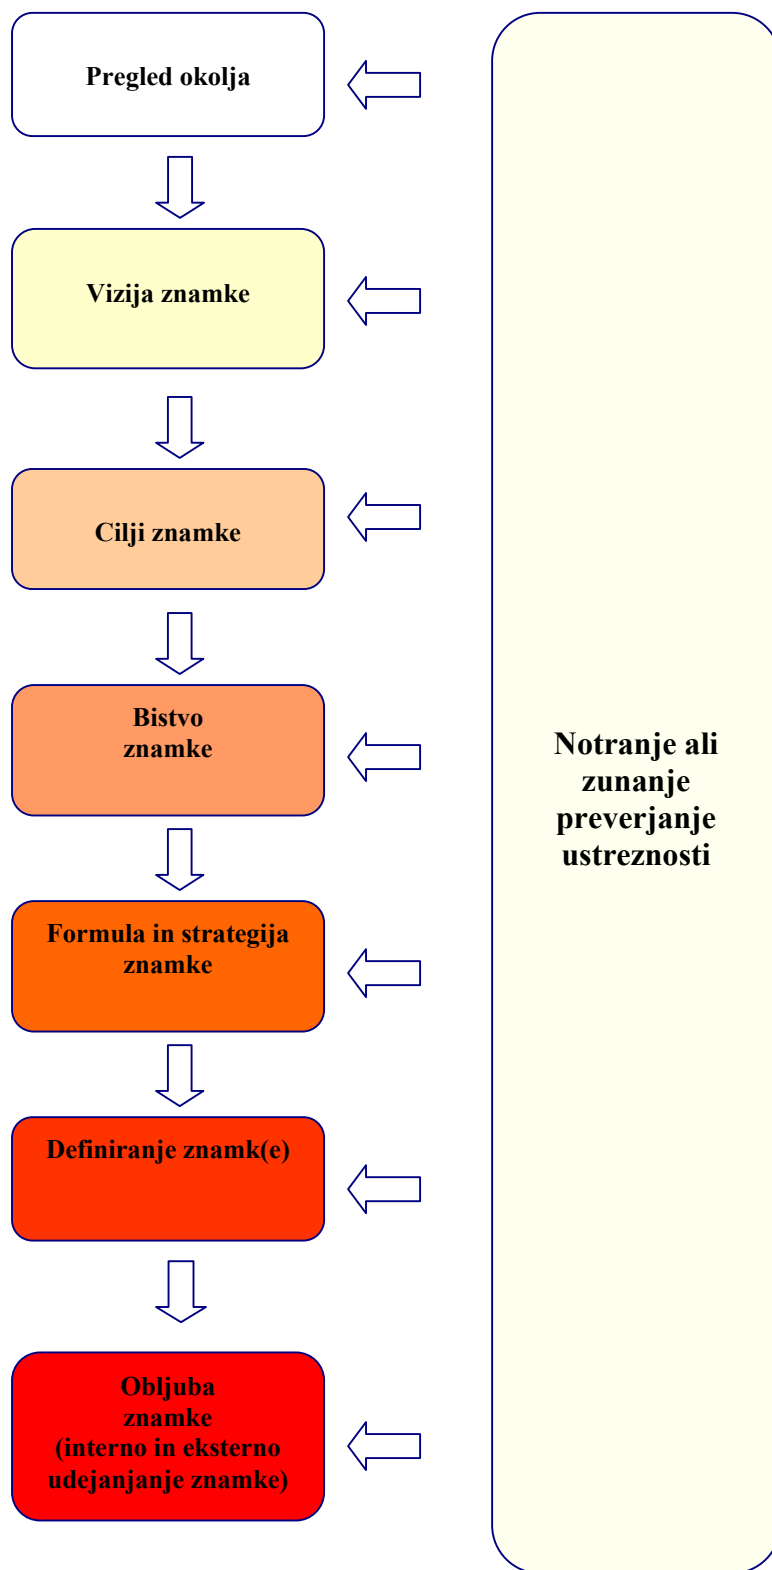 Pregled okolja
Vizija znamke
Cilji znamke
Bistvo
znamke
Formula in strategija
znamke
Definiranje znamk(e)
Obljuba
znamke
(interno in eksterno
udejanjanje znamke)
Notranje ali
zunanje
preverjanje
ustreznosti